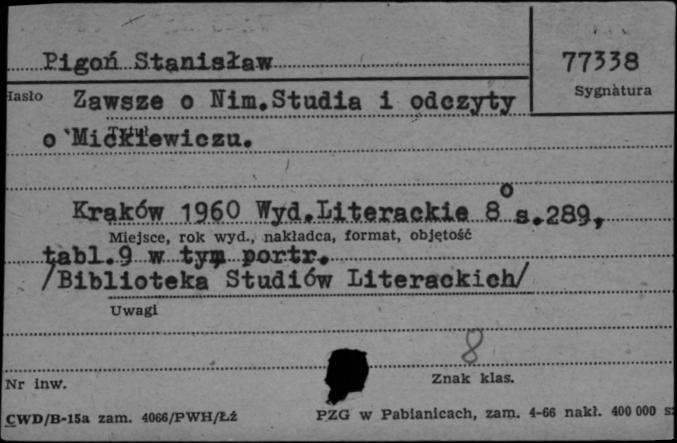 Pigoń Stanisław
77338
Sygnatura
Hasło
Zawsze o Nim.Studia i odczyty
Tytuł
o Mickiewiczu.
Kraków 1960 Wyd.Literackie 8° s.289,
Miejsce, rok wyd., nakładca, format, objętość
tabl.9 w tym portr.
/Biblioteka Studiów Literackich/
Uwagi
8
Nr inw.
Znak klas.
CWD/B-15a zam. 4066/PWH/Łź
PZG w Pabianicach, zam. 4-66 nakł. 400 000 sz